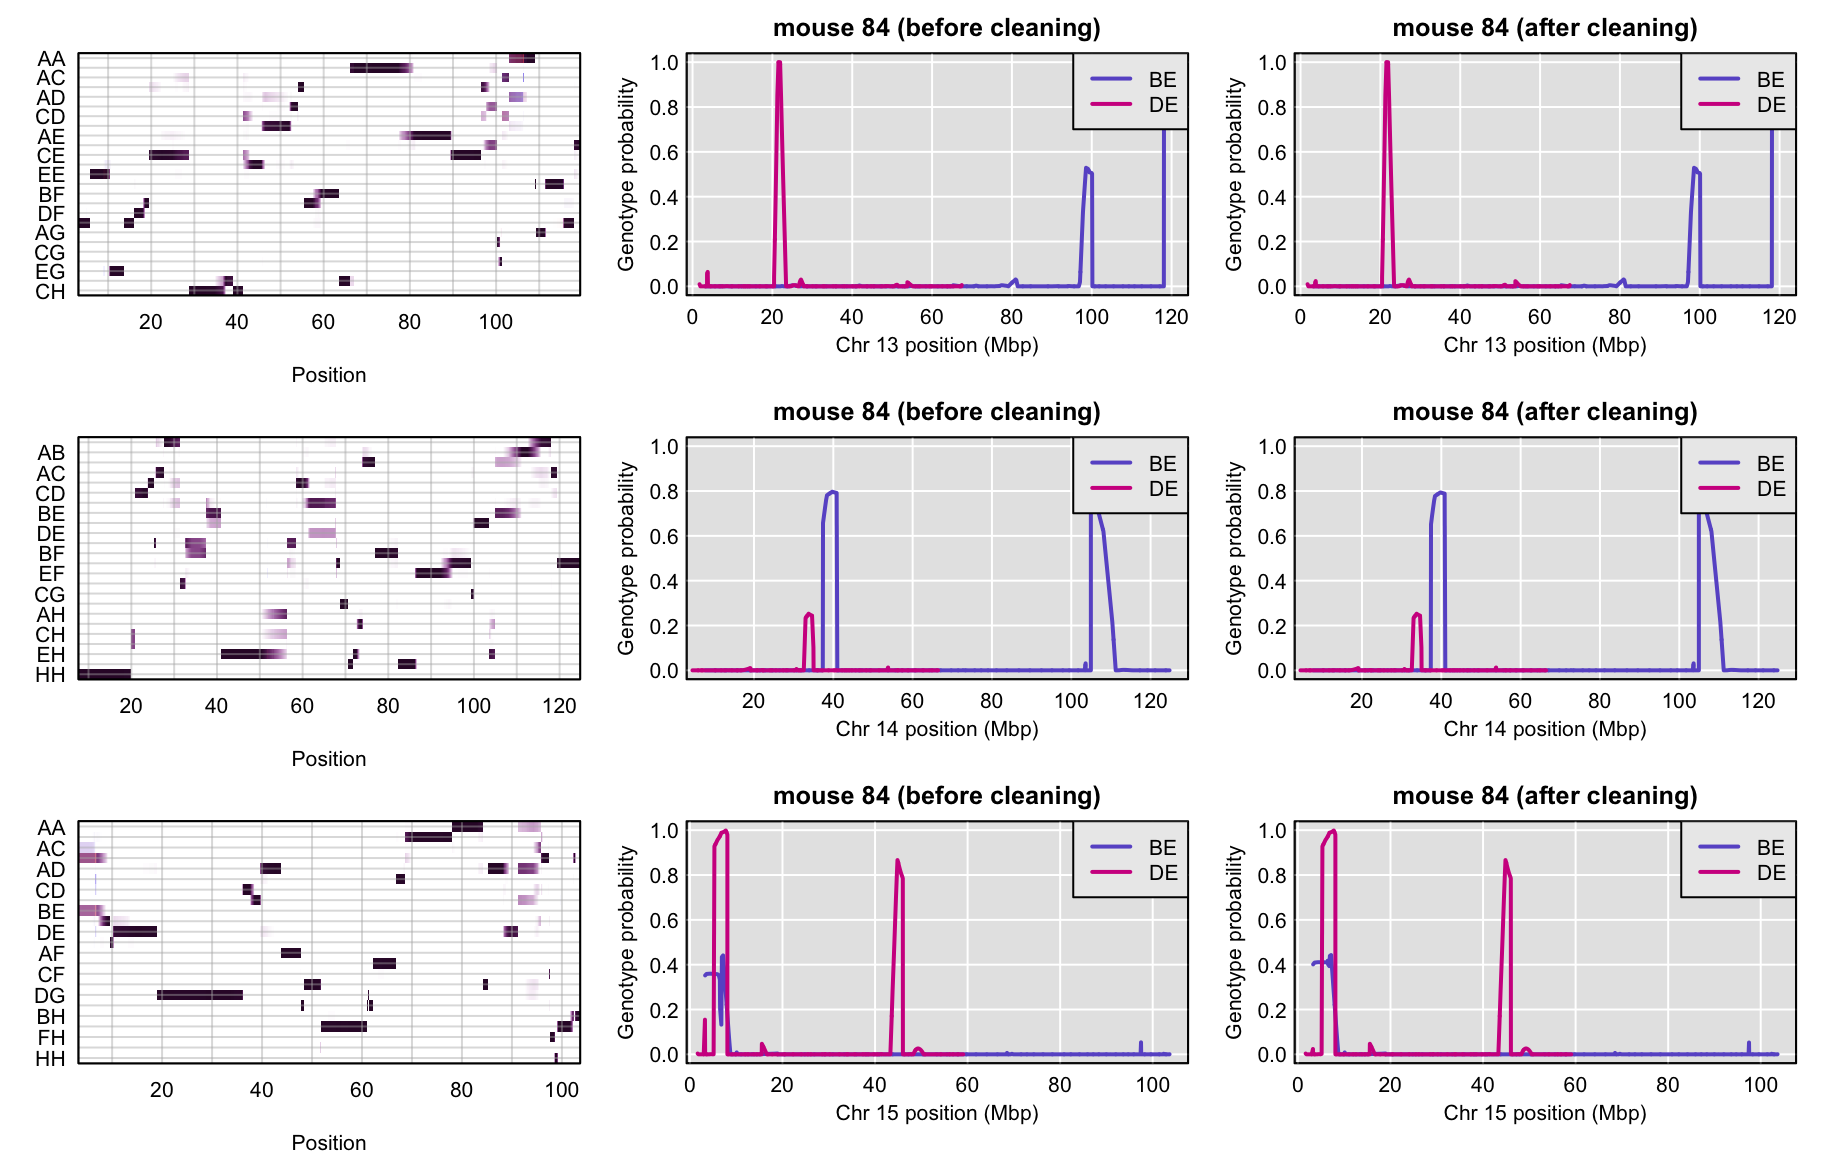 mouse 84 (before cleaning)
mouse 84 (after cleaning)
AA
AC
AD
CD
AE
CE
EE
BF
DF
AG
CG
EG
CH
20 40 60 80 100
Position
Genotype probability
1.0
0.8
0.6
0.4
0.2
0.0
BE
DE
0 20 40 60 80 100 120
Chr 13 position (Mbp)
Genotype probability
1.0
0.8
0.6
0.4
0.2
0.0
BE
DE
0 20 40 60 80 100 120
Chr 13 position (Mbp)
mouse 84 (before cleaning)
mouse 84 (after cleaning)
AB
AC
CD
BE
DE
BF
EF
CG
AH
CH
EH
HH
20 40 60 80 100 120
Position
Genotype probability
1.0
0.8
0.6
0.4
0.2
0.0
BE
DE
20 40 60 80 100 120
Chr 14 position (Mbp)
Genotype probability
1.0
0.8
0.6
0.4
0.2
0.0
BE
DE
20 40 60 80 100 120
Chr 14 position (Mbp)
mouse 84 (before cleaning)
mouse 84 (after cleaning)
AA
AC
AD
CD
BE
DE
AF
CF
DG
BH
FH
HH
20 40 60 80 100
Position
Genotype probability
1.0
0.8
0.6
0.4
0.2
0.0
BE
DE
0 20 40 60 80 100
Chr 15 position (Mbp)
Genotype probability
1.0
0.8
0.6
0.4
0.2
0.0
BE
DE
0 20 40 60 80 100
Chr 15 position (Mbp)